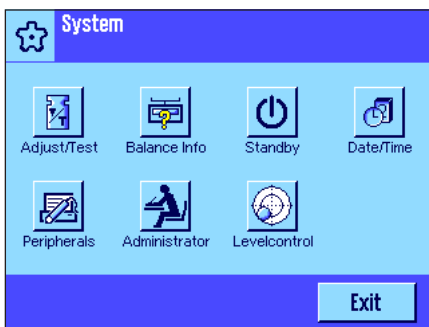 System
Adjust/Test
Balance Info
Standby
Date/Time
Peripherals
Administrator
Levelcontrol
Exit